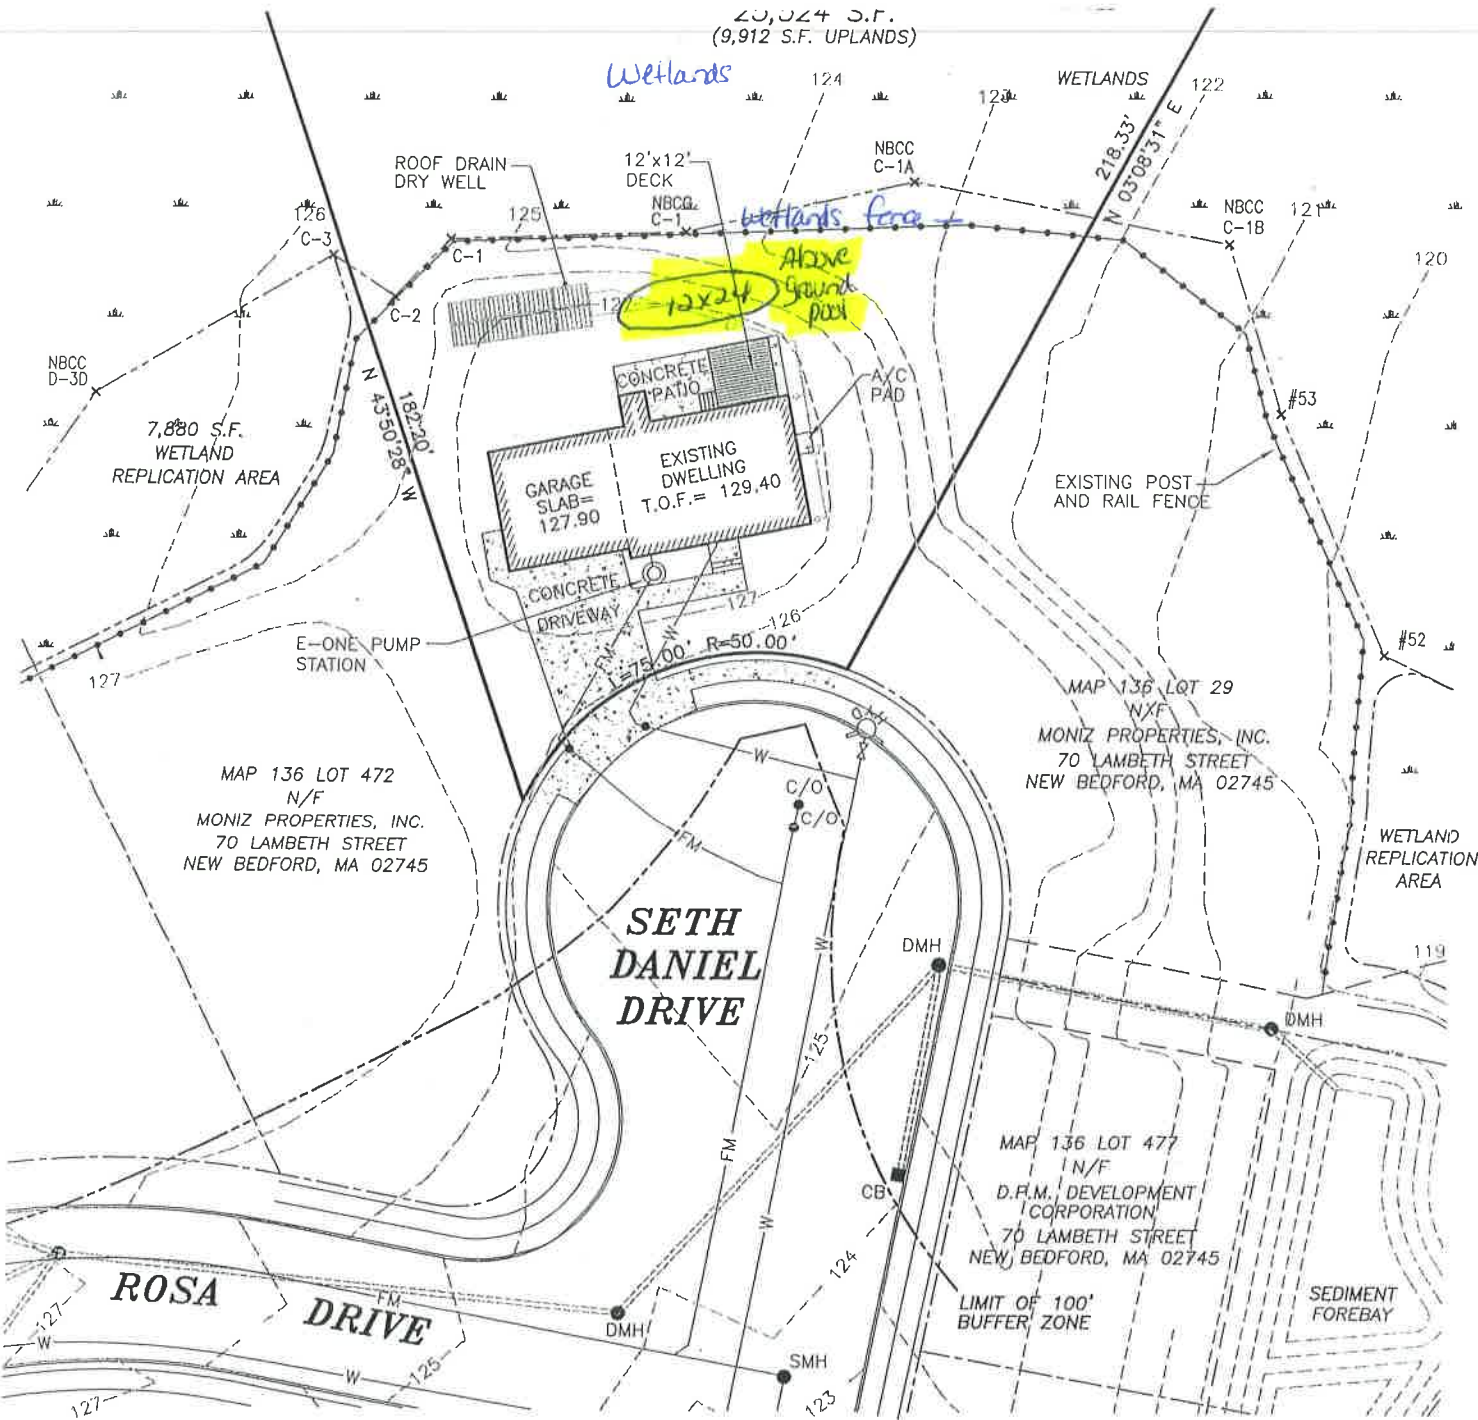 (9,912 S.F. UPLANDS)
Wetlands
124
WETLANDS
123
122
218.33'
N 03°08'31" E
NBCC
C-1A
ROOF DRAIN
DRY WELL
12'x12'
DECK
126
125
C-3
C-1
C-1
wetlands fence
NBCC
C-1B
121
120
Above
ground
pool
12x24
127
C-2
NBCC
D-3D
CONCRETE
PATIO
A/C
PAD
#53
182.20'
N 43°50'28" W
7,880 S.F.
WETLAND
REPLICATION AREA
EXISTING
DWELLING
T.O.F.= 129.40
GARAGE
SLAB=
127.90
EXISTING POST
AND RAIL FENCE
CONCRETE
DRIVEWAY
127
126
E-ONE PUMP
STATION
FM
W
L=75.00' R=50.00'
#52
127
MAP 136 LOT 29
N/F
MONIZ PROPERTIES, INC.
70 LAMBETH STREET
NEW BEDFORD, MA 02745
HYD
MAP 136 LOT 472
N/F
MONIZ PROPERTIES, INC.
70 LAMBETH STREET
NEW BEDFORD, MA 02745
W
C/O
C/O
FM
WETLAND
REPLICATION
AREA
SETH
DANIEL
DRIVE
W
DMH
119
DMH
125
FM
MAP 136 LOT 477
N/F
D.R.M. DEVELOPMENT
CORPORATION
70 LAMBETH STREET
NEW BEDFORD, MA 02745
CB
W
124
LIMIT OF 100'
BUFFER ZONE
SEDIMENT
FOREBAY
ROSA
DRIVE
FM
DMH
127
W
W
125
SMH
127
123